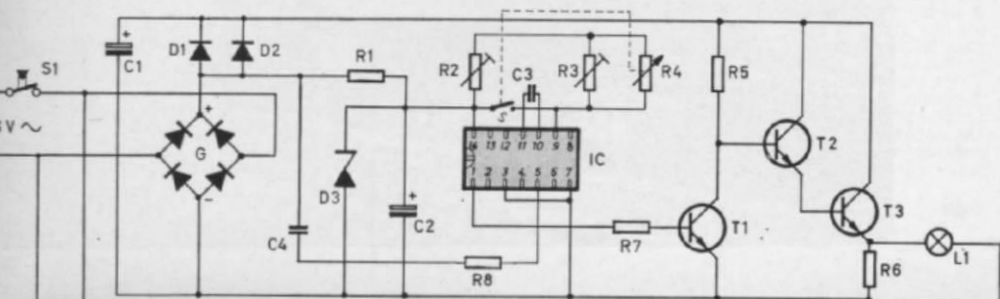 S1
V ~
C1
+
D1
D2
G
+
-
R1
D3
C2
+
C4
R8
R2
C3
R3
R4
S
14 13 12 11 10 9 8
1 2 3 4 5 6 7
IC
R7
R5
T1
T2
T3
R6
L1